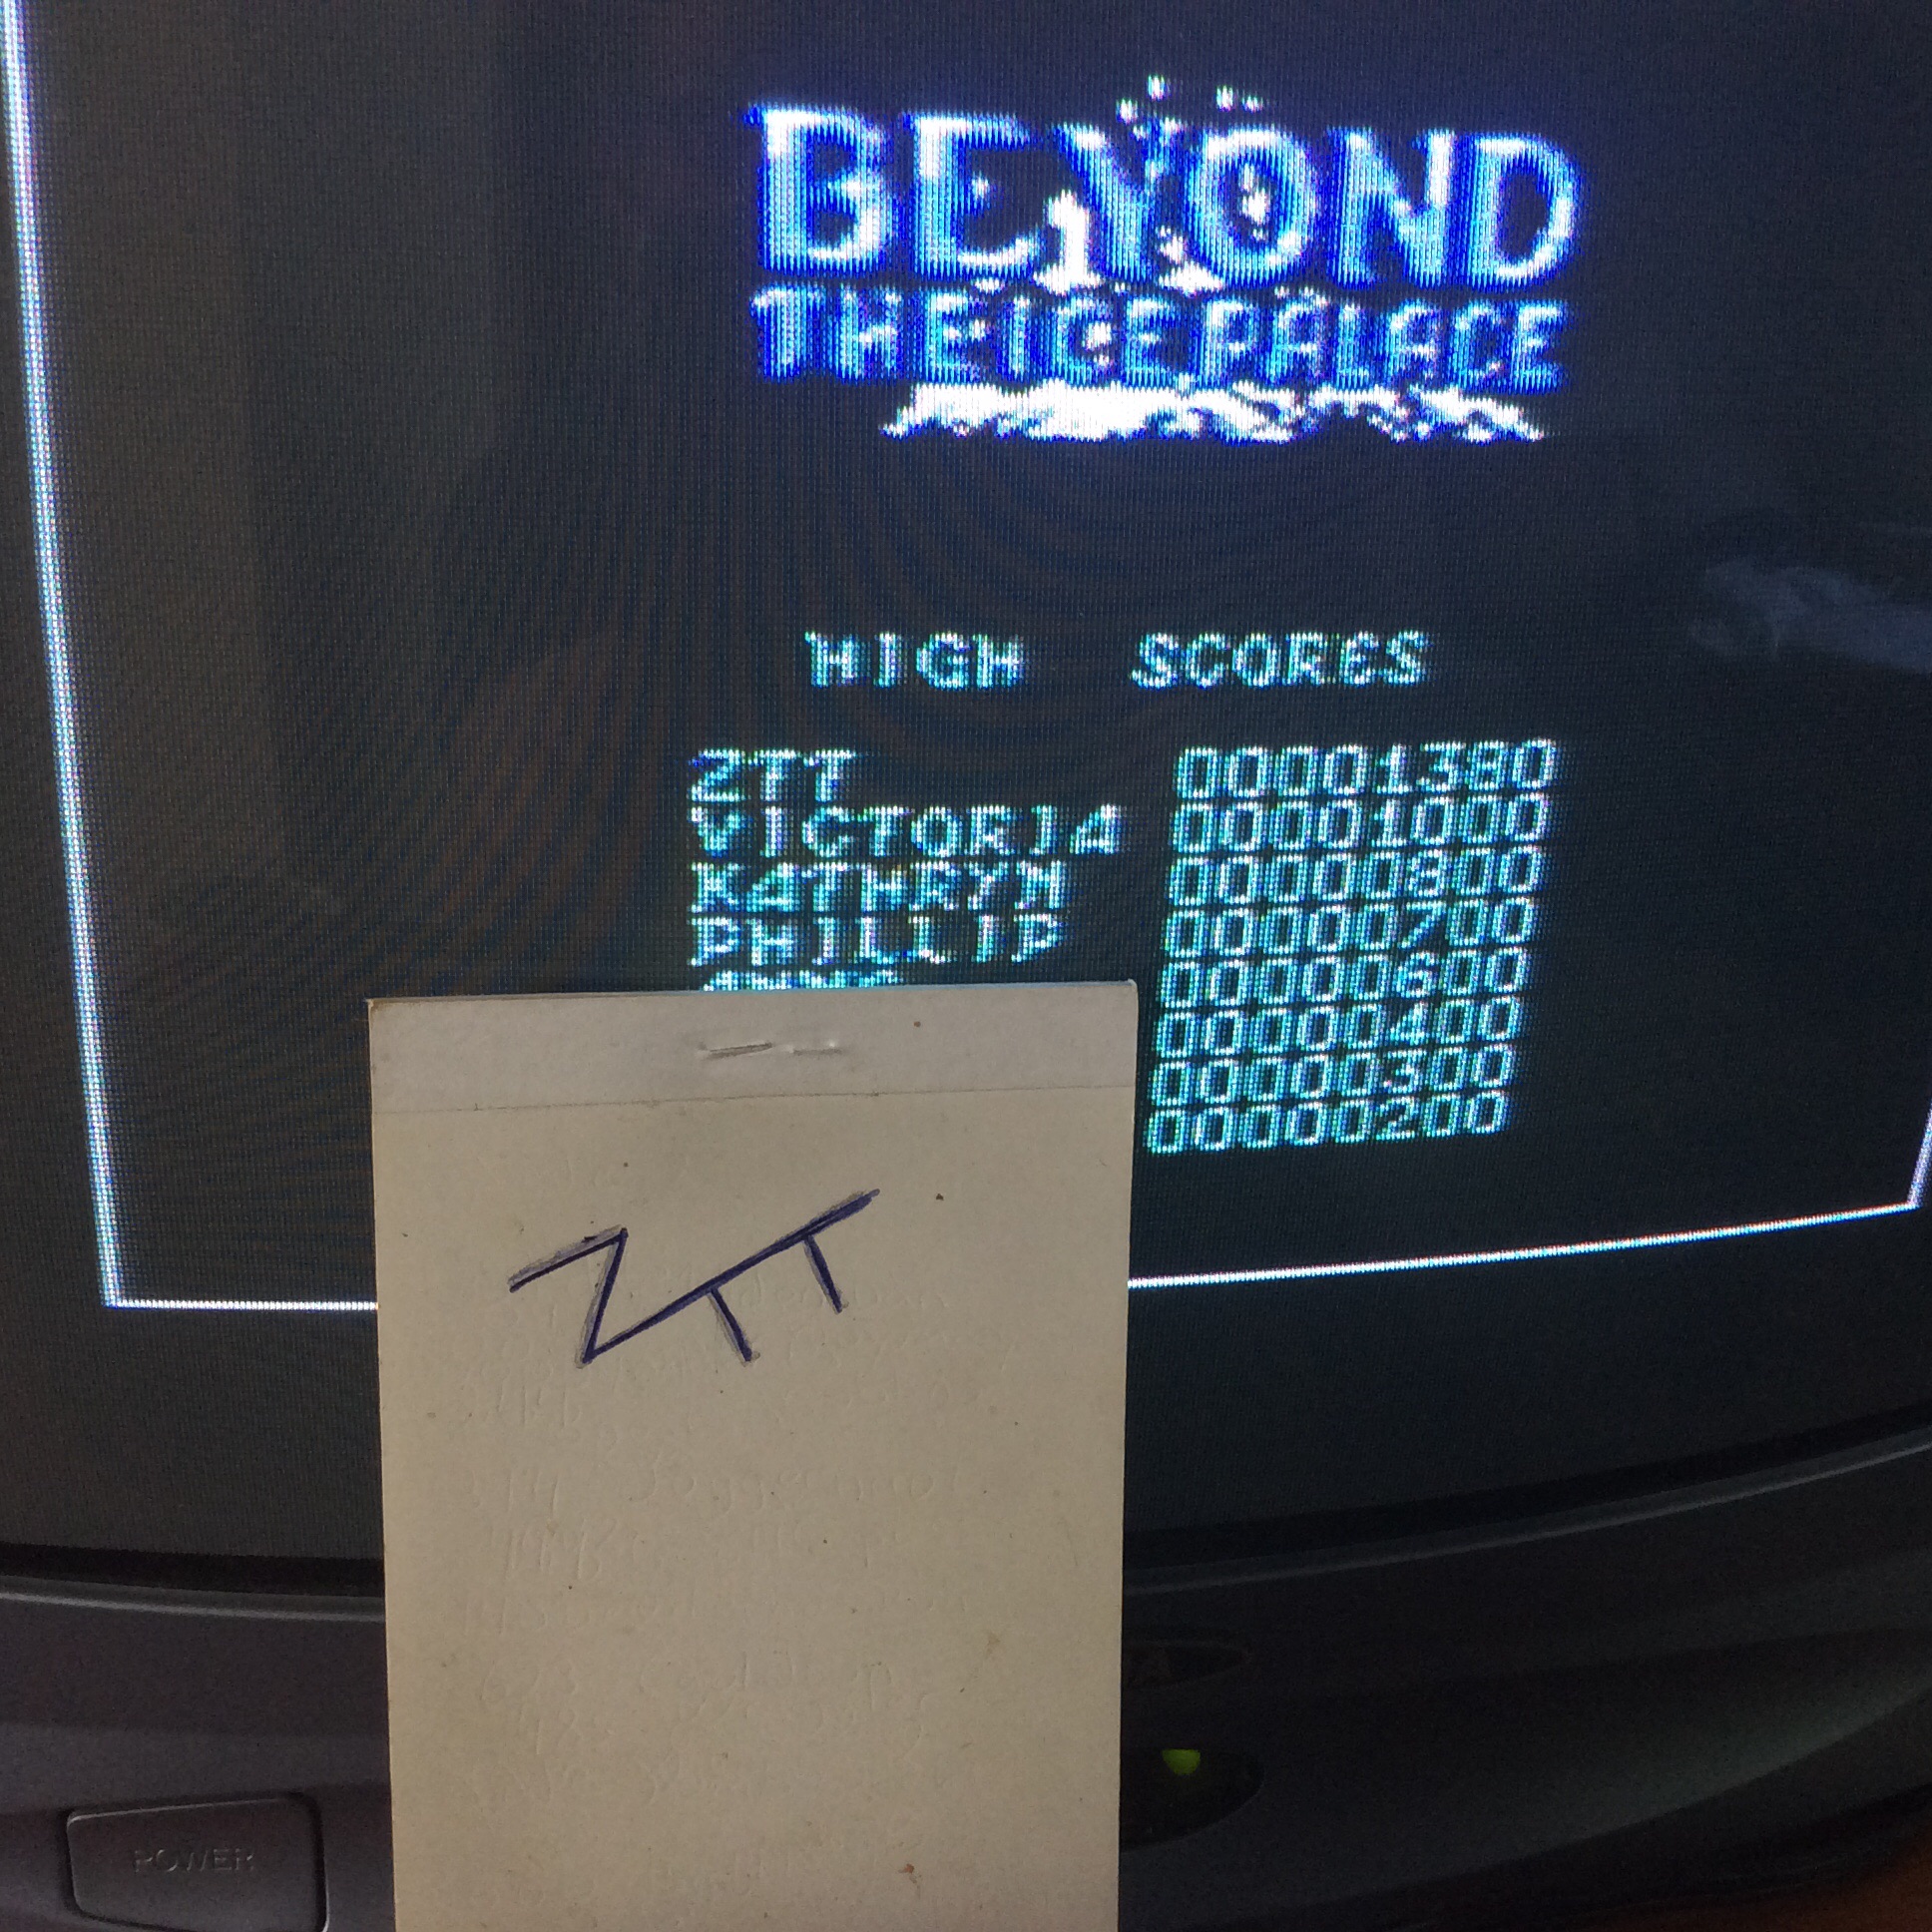 BEYOND
THE ICE PALACE
HIGH SCORES
ZTT 00001380
VICTORIA 00001000
KATHRYN 00000800
PHILLIP 00000700
00000600
00000400
00000300
00000200
ZTT
POWER